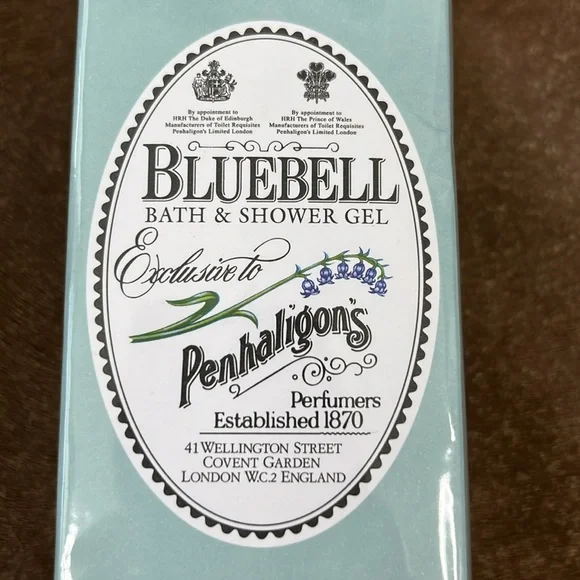 By appointment to
HRH The Duke of Edinburgh
Manufacturers of Toilet Requisites
Penhaligon's Limited London
By appointment to
HRH The Prince of Wales
Manufacturers of Toilet Requisites
Penhaligon's Limited London
BLUEBELL
BATH & SHOWER GEL
Exclusive to
Penhaligon's
Perfumers
Established 1870
41 WELLINGTON STREET
COVENT GARDEN
LONDON W.C.2 ENGLAND